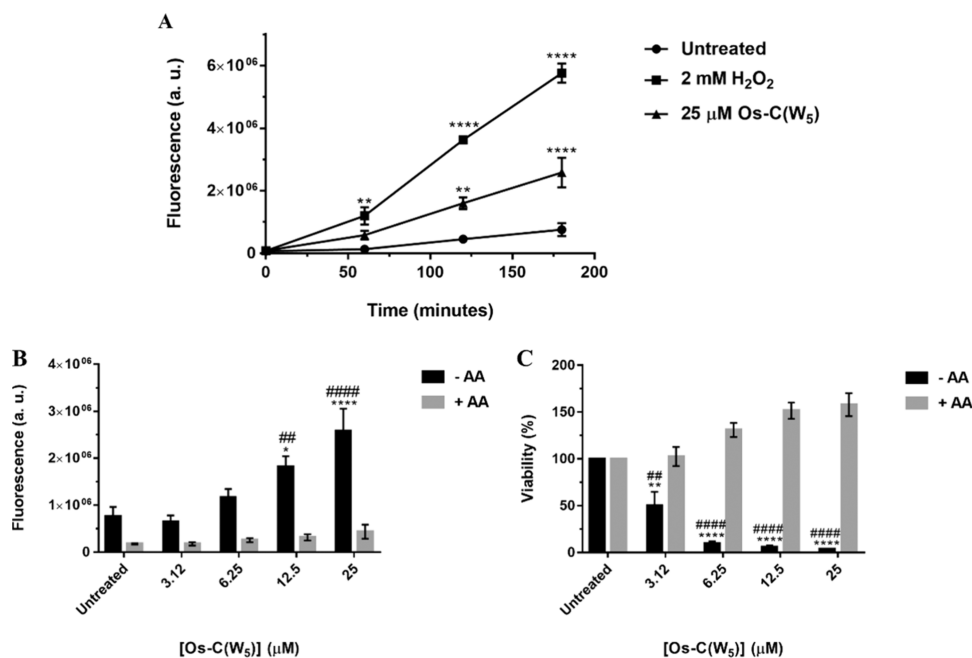 A
Fluorescence (a. u.)
6×10⁰⁶
4×10⁰⁶
2×10⁰⁶
0
0 50 100 150 200
Time (minutes)
** **** ****
** ****
Untreated
2 mM H₂O₂
25 μM Os-C(W₅)
B
Fluorescence (a. u.)
4×10⁰⁶
3×10⁰⁶
2×10⁰⁶
1×10⁰⁶
0
## ####
* ****
- AA
+ AA
Untreated 3.12 6.25 12.5 25
[Os-C(W₅)] (μM)
C
Viability (%)
200
150
100
50
0
## #### #### ####
** **** **** ****
- AA
+ AA
Untreated 3.12 6.25 12.5 25
[Os-C(W₅)] (μM)